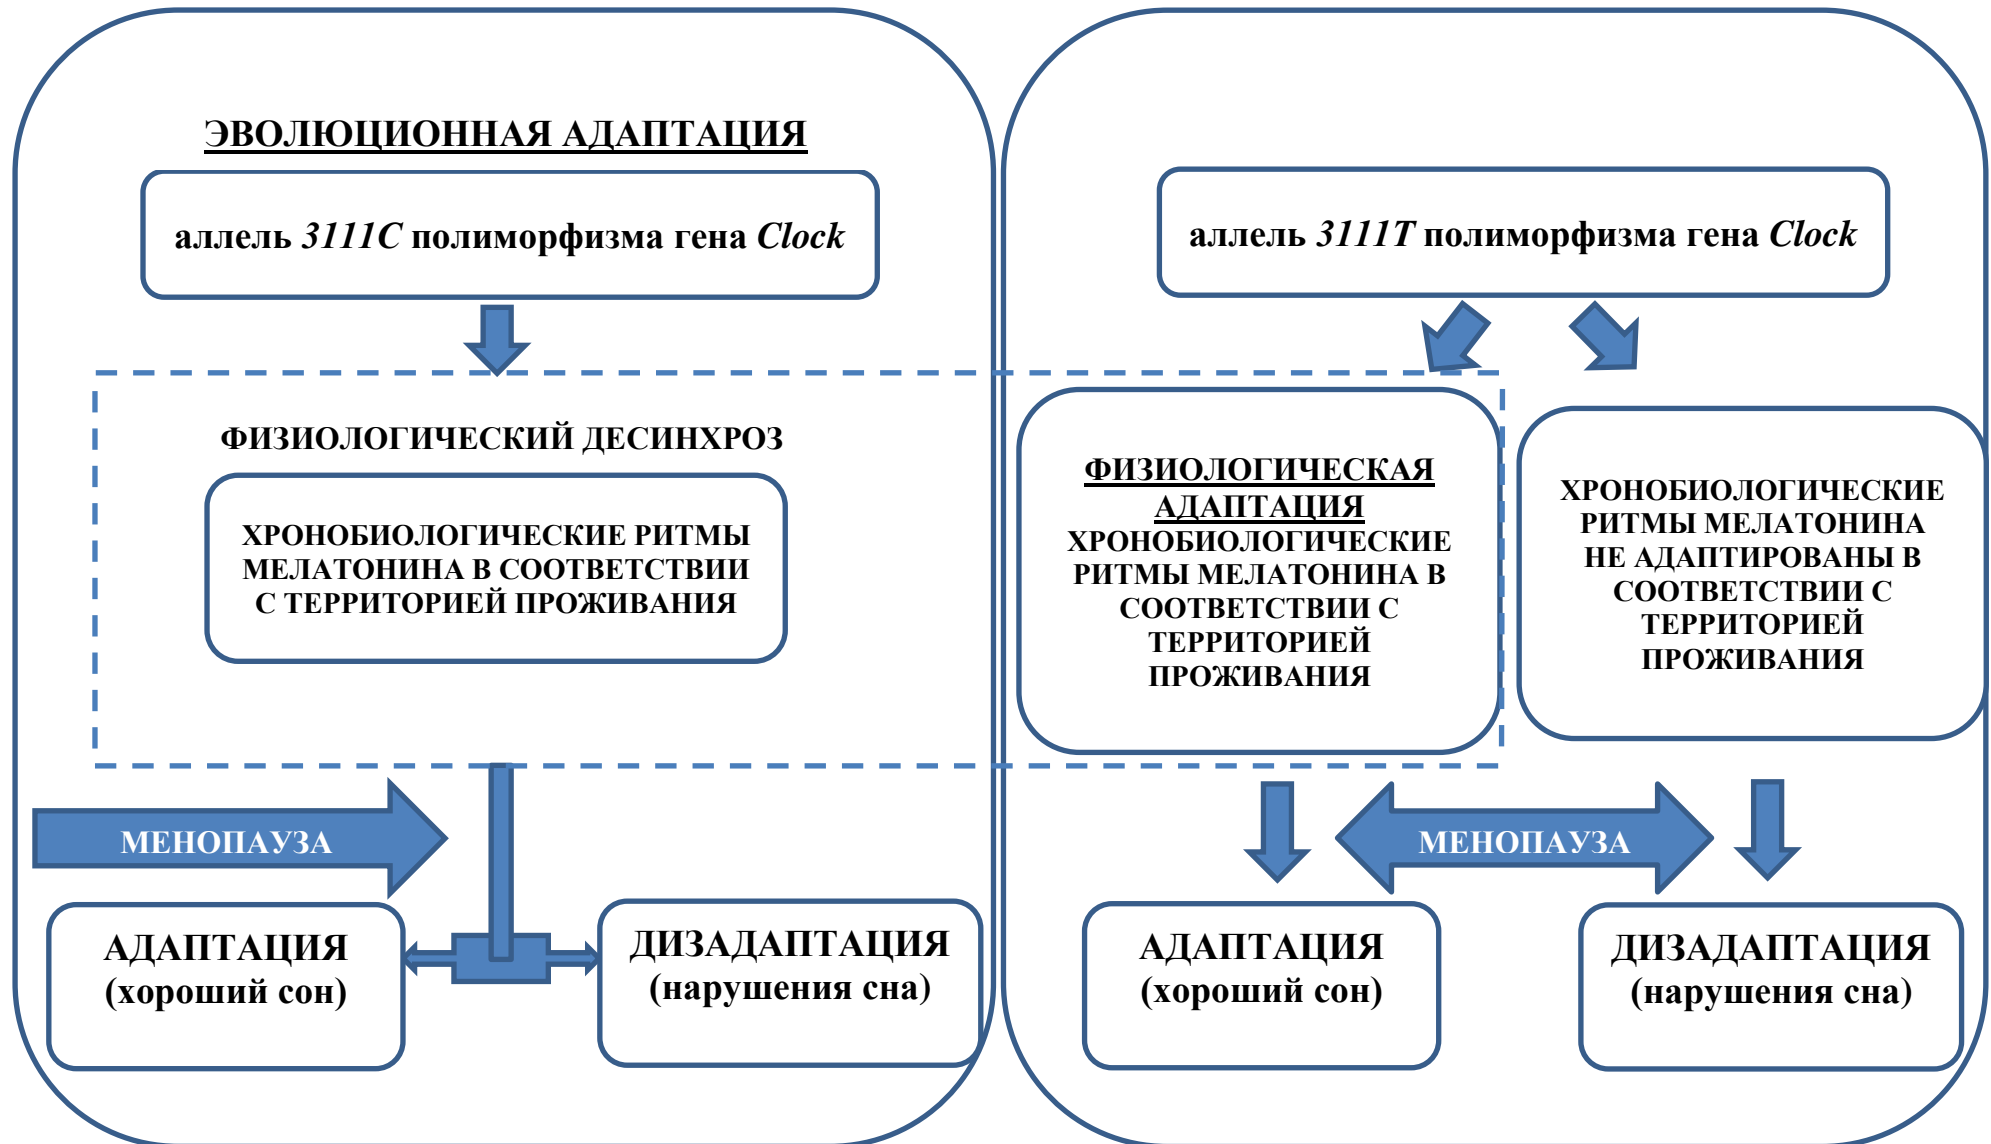 ЭВОЛЮЦИОННАЯ АДАПТАЦИЯ
аллель 3111С полиморфизма гена Clock
ФИЗИОЛОГИЧЕСКИЙ ДЕСИНХРОЗ
ХРОНОБИОЛОГИЧЕСКИЕ РИТМЫ
МЕЛАТОНИНА В СООТВЕТСТВИИ
С ТЕРРИТОРИЕЙ ПРОЖИВАНИЯ
МЕНОПАУЗА
АДАПТАЦИЯ
(хороший сон)
ДИЗАДАПТАЦИЯ
(нарушения сна)
аллель 3111Т полиморфизма гена Clock
ФИЗИОЛОГИЧЕСКАЯ
АДАПТАЦИЯ
ХРОНОБИОЛОГИЧЕСКИЕ
РИТМЫ МЕЛАТОНИНА В
СООТВЕТСТВИИ С
ТЕРРИТОРИЕЙ
ПРОЖИВАНИЯ
ХРОНОБИОЛОГИЧЕСКИЕ
РИТМЫ МЕЛАТОНИНА
НЕ АДАПТИРОВАНЫ В
СООТВЕТСТВИИ С
ТЕРРИТОРИЕЙ
ПРОЖИВАНИЯ
МЕНОПАУЗА
АДАПТАЦИЯ
(хороший сон)
ДИЗАДАПТАЦИЯ
(нарушения сна)